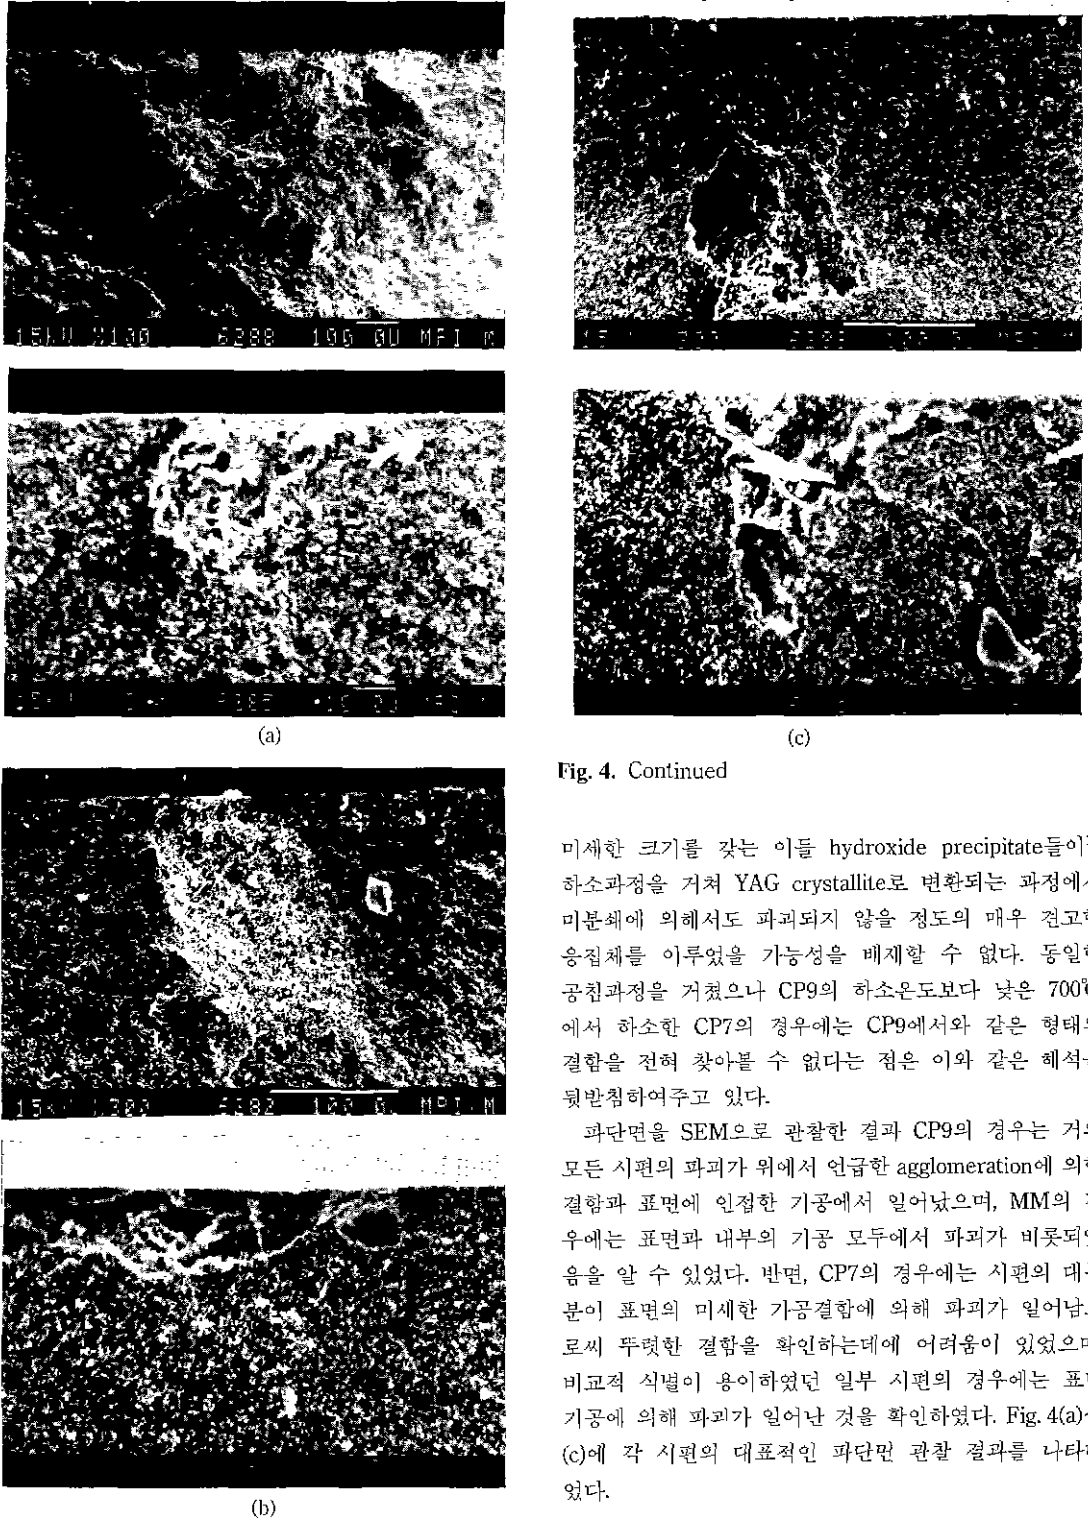 15KU X100 6288 100 0U MPI M
(a)
15KV X300 6282 100 0U MPI M
(b)
(c)
Fig. 4. Continued
미세한 크기를 갖는 이들 hydroxide precipitate들이
하소과정을 거쳐 YAG crystallite로 변환되는 과정에서
미분쇄에 의해서도 파괴되지 않을 정도의 매우 견고한
응집체를 이루었을 가능성을 배재할 수 없다. 동일한
공침과정을 거쳤으나 CP9의 하소온도보다 낮은 700℃
에서 하소한 CP7의 경우에는 CP9에서와 같은 형태의
결함을 전혀 찾아볼 수 없다는 점은 이와 같은 해석을
뒷받침하여주고 있다.
파단면을 SEM으로 관찰한 결과 CP9의 경우는 거의
모든 시편의 파괴가 위에서 언급한 agglomeration에 의한
결함과 표면에 인접한 기공에서 일어났으며, MM의 경
우에는 표면과 내부의 기공 모두에서 파괴가 비롯되었
음을 알 수 있었다. 반면, CP7의 경우에는 시편의 대부
분이 표면의 미세한 가공결함에 의해 파괴가 일어남으
로써 뚜렷한 결함을 확인하는데에 어려움이 있었으며
비교적 식별이 용이하였던 일부 시편의 경우에는 표면
기공에 의해 파괴가 일어난 것을 확인하였다. Fig. 4(a)~
(c)에 각 시편의 대표적인 파단면 관찰 결과를 나타내
었다.